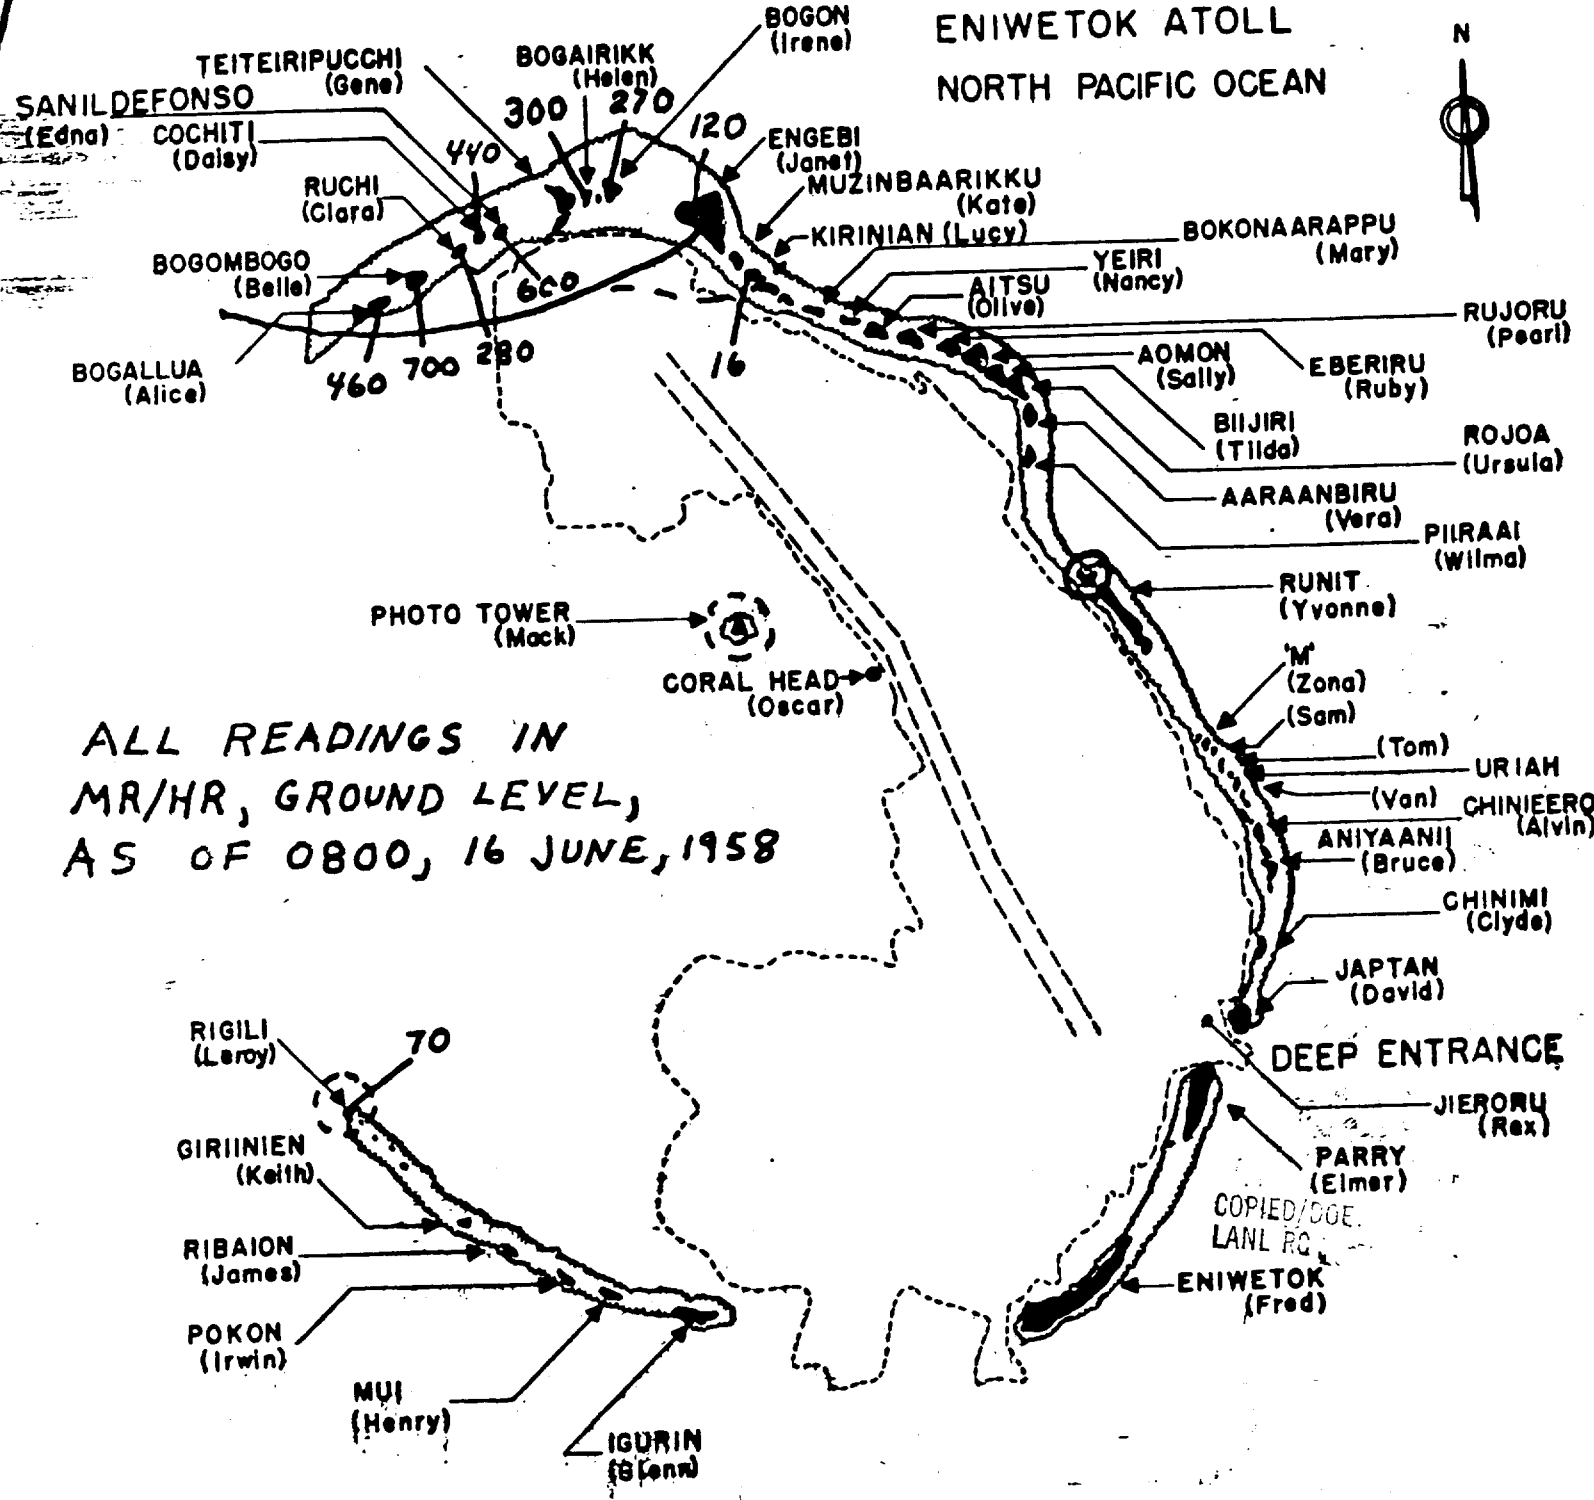 ENIWETOK ATOLL
NORTH PACIFIC OCEAN
N
BOGON
(Irene)
BOGAIRIKK
(Helen)
TEITEIRIPUCCHI
(Gene)
SANILDEFONSO
(Edna)
COCHITI
(Daisy)
RUCHI
(Clara)
BOGOMBOGO
(Belle)
BOGALLUA
(Alice)
300
270
120
440
600
280
700
460
16
ENGEBI
(Janet)
MUZINBAARIKKU
(Kate)
KIRINIAN (Lucy)
BOKONAARAPPU
(Mary)
YEIRI
(Nancy)
AITSU
(Olive)
RUJORU
(Pearl)
EBERIRU
(Ruby)
AOMON
(Sally)
BIIJIRI
(Tilda)
ROJOA
(Ursula)
AARAANBIRU
(Vera)
PIIRAAI
(Wilma)
RUNIT
(Yvonne)
'M'
(Zona)
(Sam)
(Tom)
URIAH
(Van)
CHINIEERO
(Alvin)
ANIYAANII
(Bruce)
CHINIMI
(Clyde)
JAPTAN
(David)
DEEP ENTRANCE
JIERORU
(Rex)
PARRY
(Elmer)
COPIED/DOE
LANL RC
ENIWETOK
(Fred)
PHOTO TOWER
(Mack)
CORAL HEAD
(Oscar)
ALL READINGS IN
MR/HR, GROUND LEVEL,
AS OF 0800, 16 JUNE, 1958
RIGILI
(Leroy)
70
GIRIINIEN
(Keith)
RIBAION
(James)
POKON
(Irwin)
MUI
(Henry)
IGURIN
(Glenn)